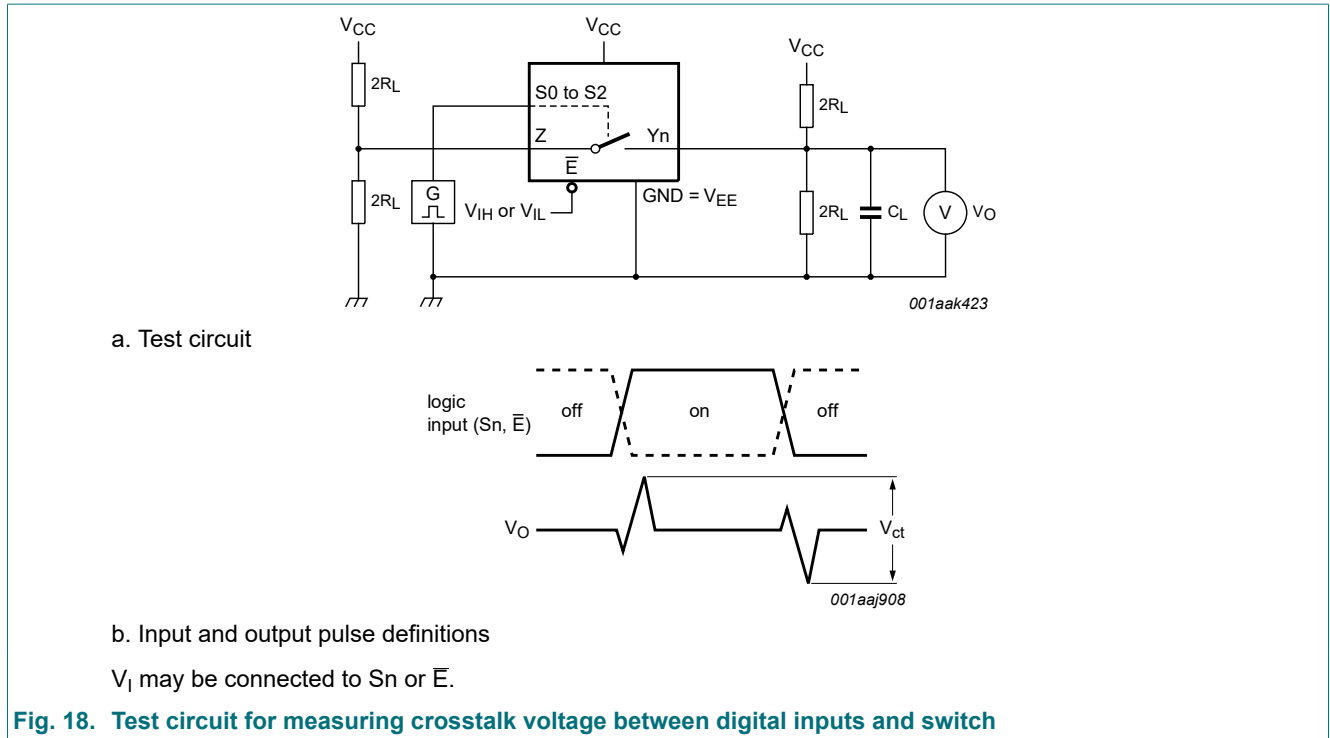 VCC
VCC
VCC
2RL
S0 to S2
2RL
Z
Yn
E̅
2RL
G
VIH or VIL
GND = VEE
2RL
CL
V
VO
001aak423
a. Test circuit
logic
input (Sn, E̅)
off
on
off
VO
Vct
001aaj908
b. Input and output pulse definitions
VI may be connected to Sn or E̅.
Fig. 18. Test circuit for measuring crosstalk voltage between digital inputs and switch